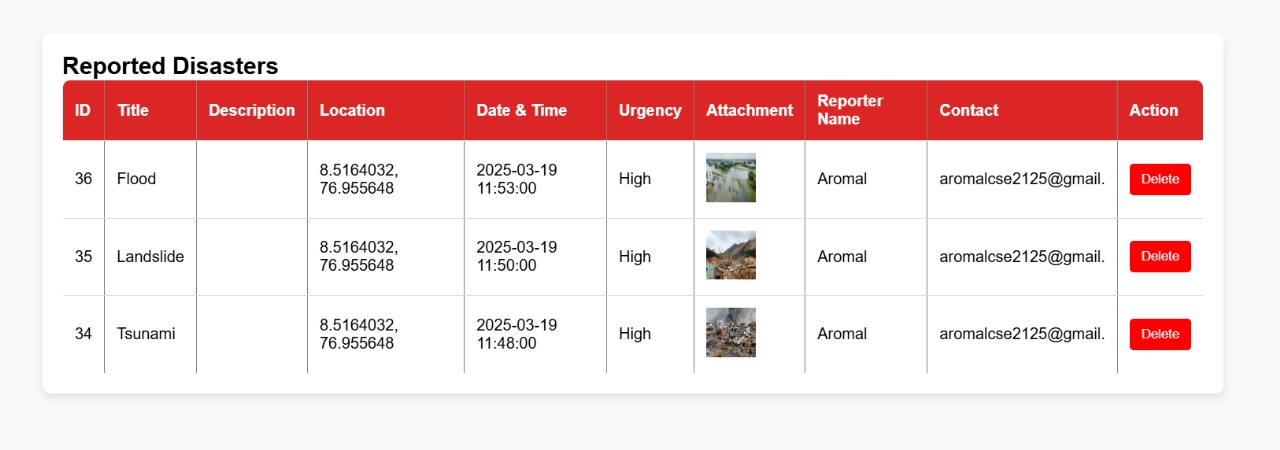 Reported Disasters
ID Title Description Location Date & Time Urgency Attachment Reporter Name Contact Action
36 Flood 8.5164032, 76.955648 2025-03-19 11:53:00 High Aromal aromalcse2125@gmail. Delete
35 Landslide 8.5164032, 76.955648 2025-03-19 11:50:00 High Aromal aromalcse2125@gmail. Delete
34 Tsunami 8.5164032, 76.955648 2025-03-19 11:48:00 High Aromal aromalcse2125@gmail. Delete